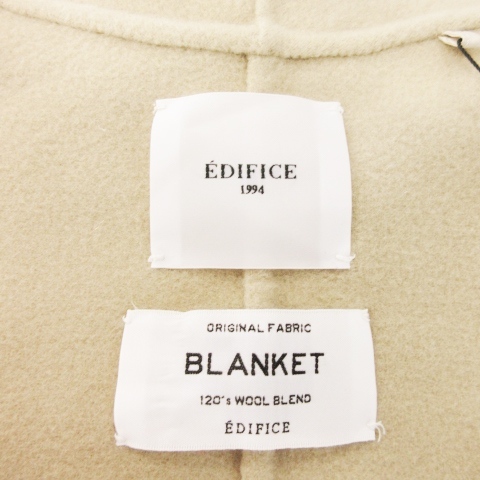 ÉDIFICE
1994
ORIGINAL FABRIC
BLANKET
120's WOOL BLEND
ÉDIFICE